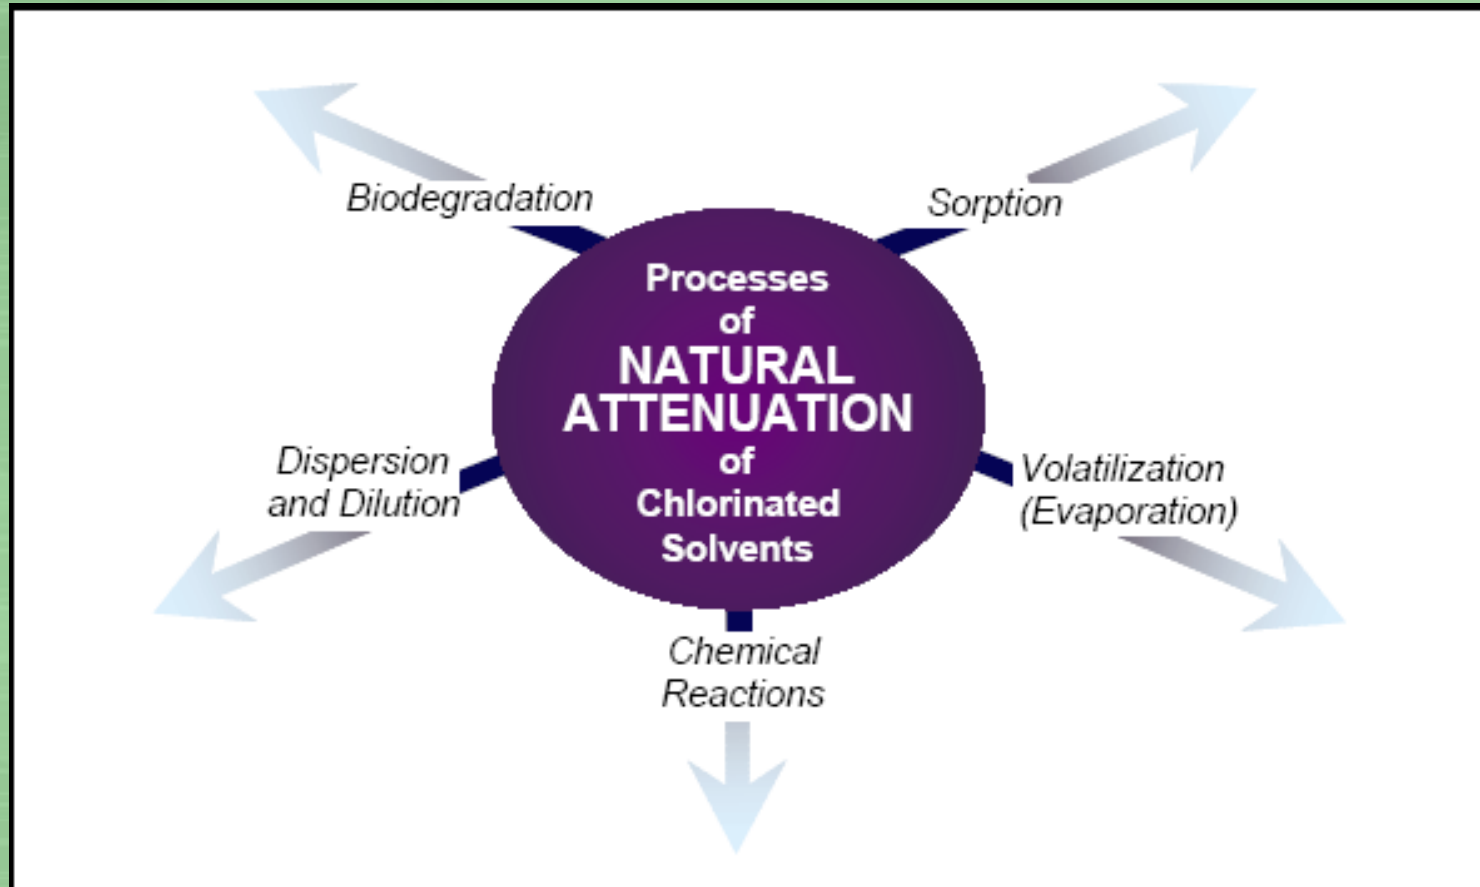 Biodegradation
Sorption
Processes
of
NATURAL
ATTENUATION
of
Chlorinated
Solvents
Dispersion
and Dilution
Volatilization
(Evaporation)
Chemical
Reactions